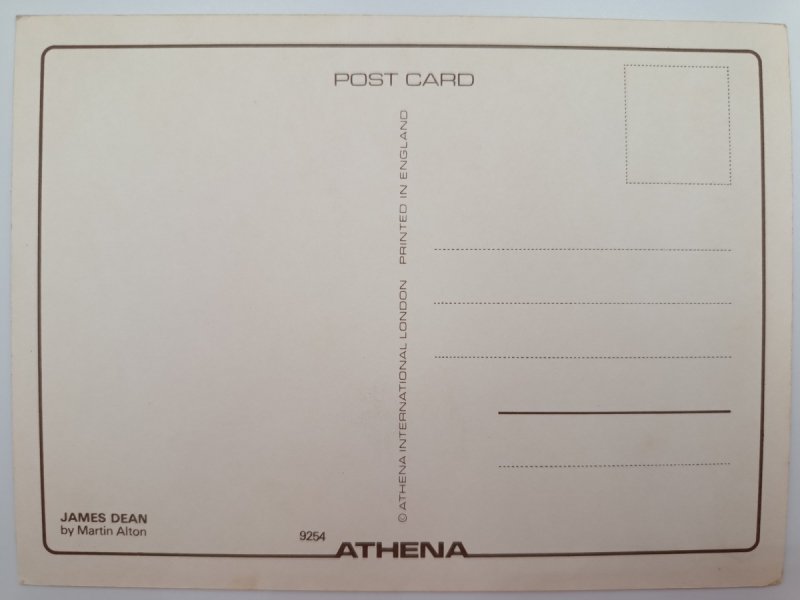 POST CARD
© ATHENA INTERNATIONAL LONDON PRINTED IN ENGLAND
JAMES DEAN
by Martin Alton
9254
ATHENA